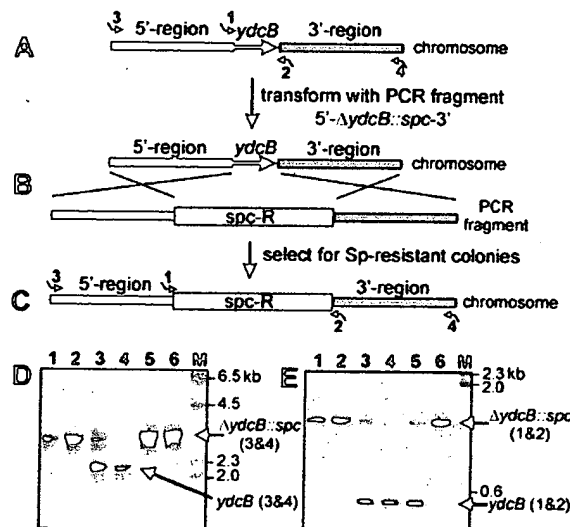 3 5'-region 1 ydcB 3'-region
A chromosome
2 4
transform with PCR fragment
5'-ΔydcB::spc-3'
5'-region ydcB 3'-region
chromosome
B
spc-R PCR fragment
select for Sp-resistant colonies
3 5'-region 1 3'-region
C spc-R chromosome
2 4
D 1 2 3 4 5 6 M
6.5 kb
4.5
ΔydcB::spc
(3&4)
2.3
2.0
ydcB (3&4)
E 1 2 3 4 5 6 M
2.3 kb
2.0
ΔydcB::spc
(1&2)
0.6
ydcB (1&2)